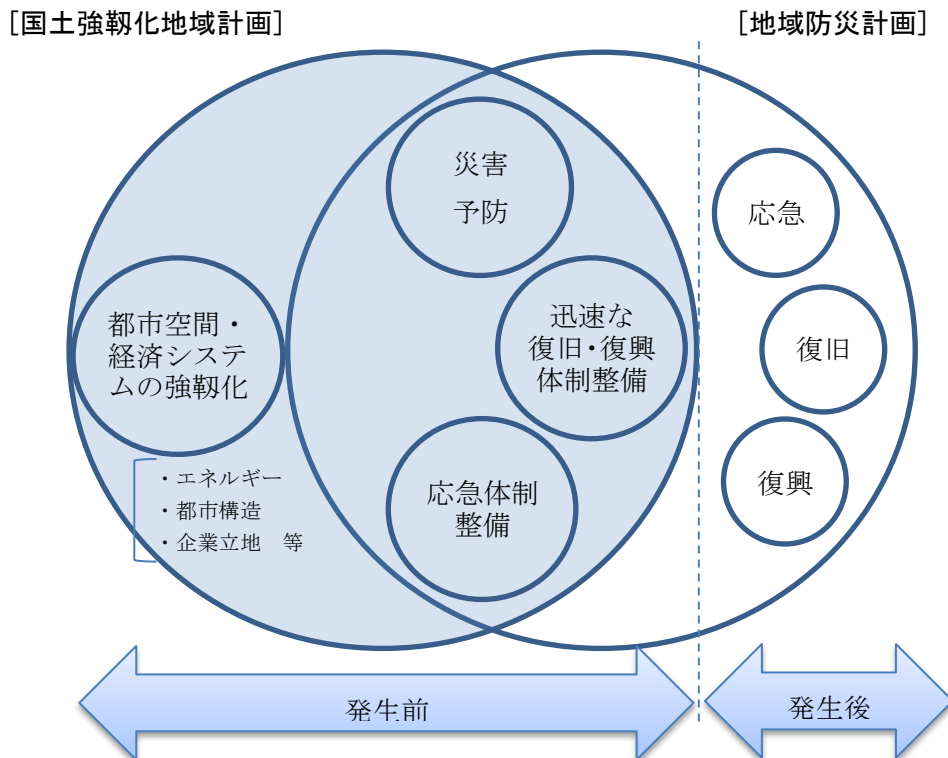 [国土強靱化地域計画]
[地域防災計画]
災害
予防
応急
都市空間・
経済システ
ムの強靱化
迅速な
復旧・復興
体制整備
復旧
・エネルギー
・都市構造
・企業立地　等
応急体制
整備
復興
発生前
発生後